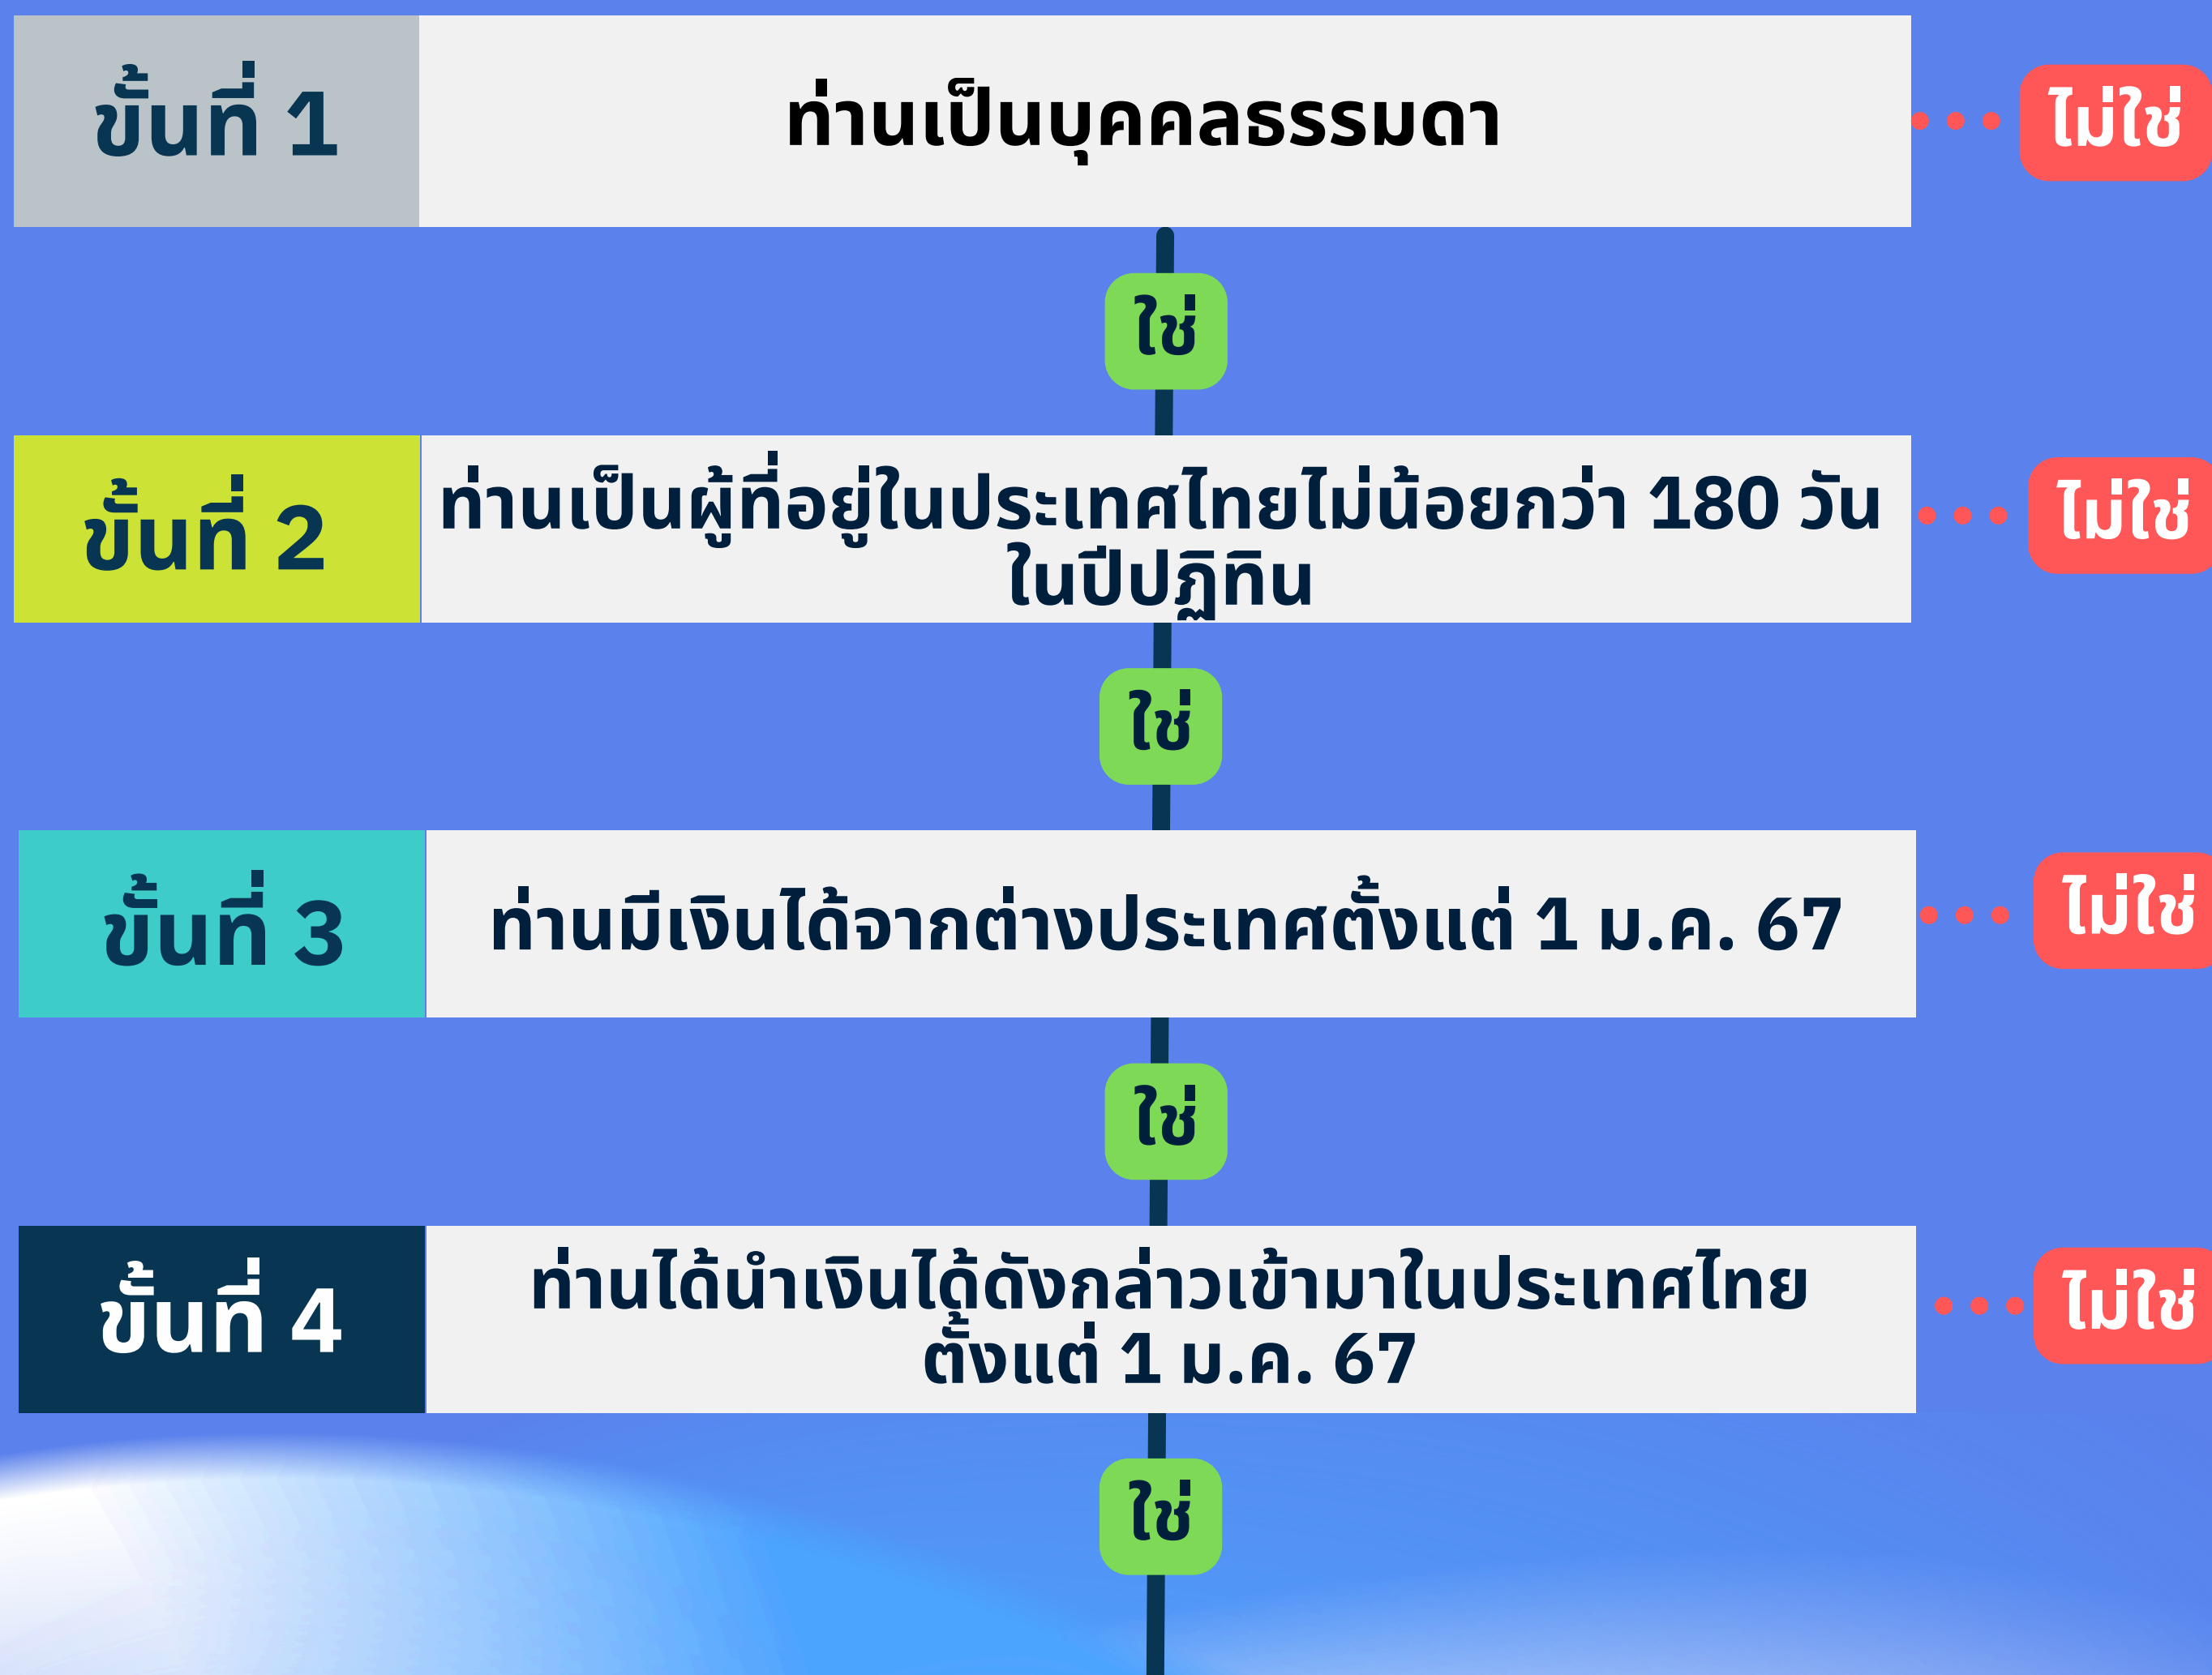 ขั้นที่ 1
ท่านเป็นบุคคลธรรมดา
ไม่ใช่
ใช่
ขั้นที่ 2
ท่านเป็นผู้ที่อยู่ในประเทศไทยไม่น้อยกว่า 180 วัน
ในปีปฏิทิน
ไม่ใช่
ใช่
ขั้นที่ 3
ท่านมีเงินได้จากต่างประเทศตั้งแต่ 1 ม.ค. 67
ไม่ใช่
ใช่
ขั้นที่ 4
ท่านได้นำเงินได้ดังกล่าวเข้ามาในประเทศไทย
ตั้งแต่ 1 ม.ค. 67
ไม่ใช่
ใช่